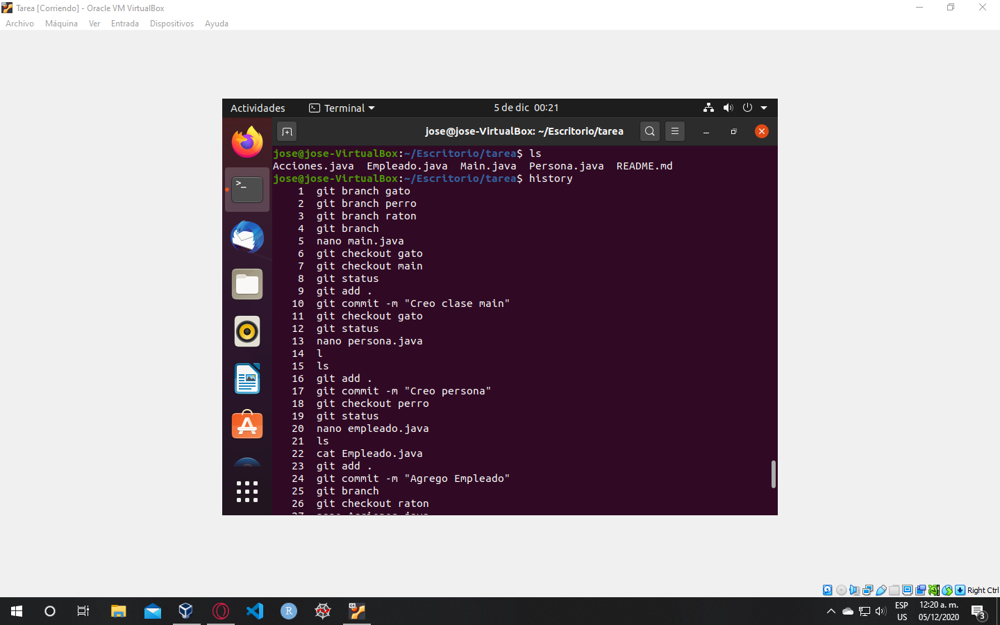 Tarea [Corriendo] - Oracle VM VirtualBox
Archivo Máquina Ver Entrada Dispositivos Ayuda
Actividades Terminal 5 de dic 00:21
jose@jose-VirtualBox: ~/Escritorio/tarea
jose@jose-VirtualBox:~/Escritorio/tarea$ ls
Acciones.java Empleado.java Main.java Persona.java README.md
jose@jose-VirtualBox:~/Escritorio/tarea$ history
1 git branch gato
2 git branch perro
3 git branch raton
4 git branch
5 nano main.java
6 git checkout gato
7 git checkout main
8 git status
9 git add .
10 git commit -m "Creo clase main"
11 git checkout gato
12 git status
13 nano persona.java
14 l
15 ls
16 git add .
17 git commit -m "Creo persona"
18 git checkout perro
19 git status
20 nano empleado.java
21 ls
22 cat Empleado.java
23 git add .
24 git commit -m "Agrego Empleado"
25 git branch
26 git checkout raton
27 nano Acciones.java
Right Ctrl
ESP 12:20 a. m.
US 05/12/2020 3